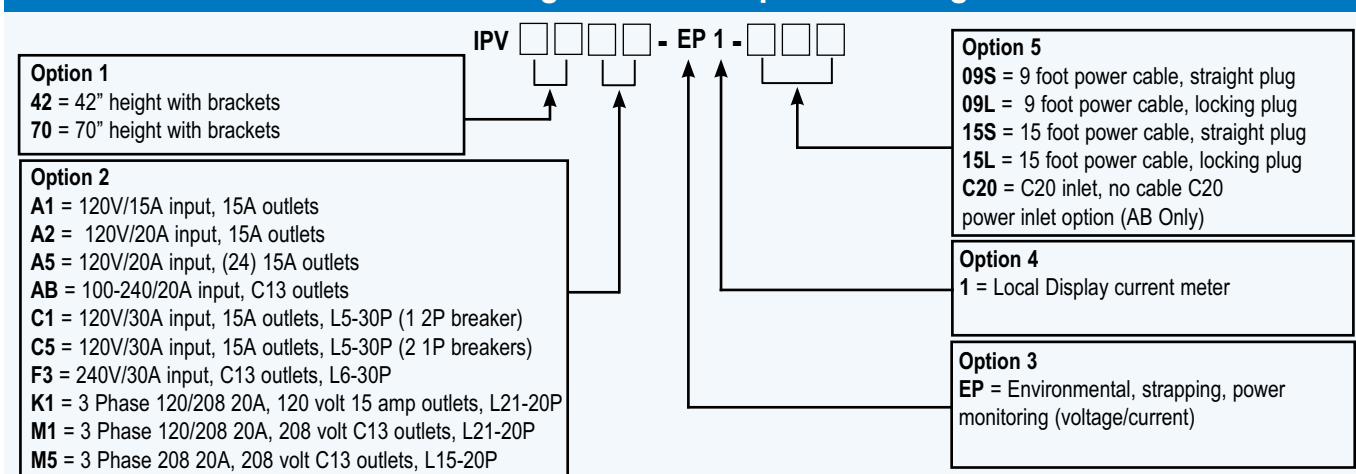 IPV - EP 1 -
Option 1
42 = 42” height with brackets
70 = 70” height with brackets
Option 2
A1 = 120V/15A input, 15A outlets
A2 = 120V/20A input, 15A outlets
A5 = 120V/20A input, (24) 15A outlets
AB = 100-240/20A input, C13 outlets
C1 = 120V/30A input, 15A outlets, L5-30P (1 2P breaker)
C5 = 120V/30A input, 15A outlets, L5-30P (2 1P breakers)
F3 = 240V/30A input, C13 outlets, L6-30P
K1 = 3 Phase 120/208 20A, 120 volt 15 amp outlets, L21-20P
M1 = 3 Phase 120/208 20A, 208 volt C13 outlets, L21-20P
M5 = 3 Phase 208 20A, 208 volt C13 outlets, L15-20P
Option 5
09S = 9 foot power cable, straight plug
09L = 9 foot power cable, locking plug
15S = 15 foot power cable, straight plug
15L = 15 foot power cable, locking plug
C20 = C20 inlet, no cable C20
power inlet option (AB Only)
Option 4
1 = Local Display current meter
Option 3
EP = Environmental, strapping, power
monitoring (voltage/current)